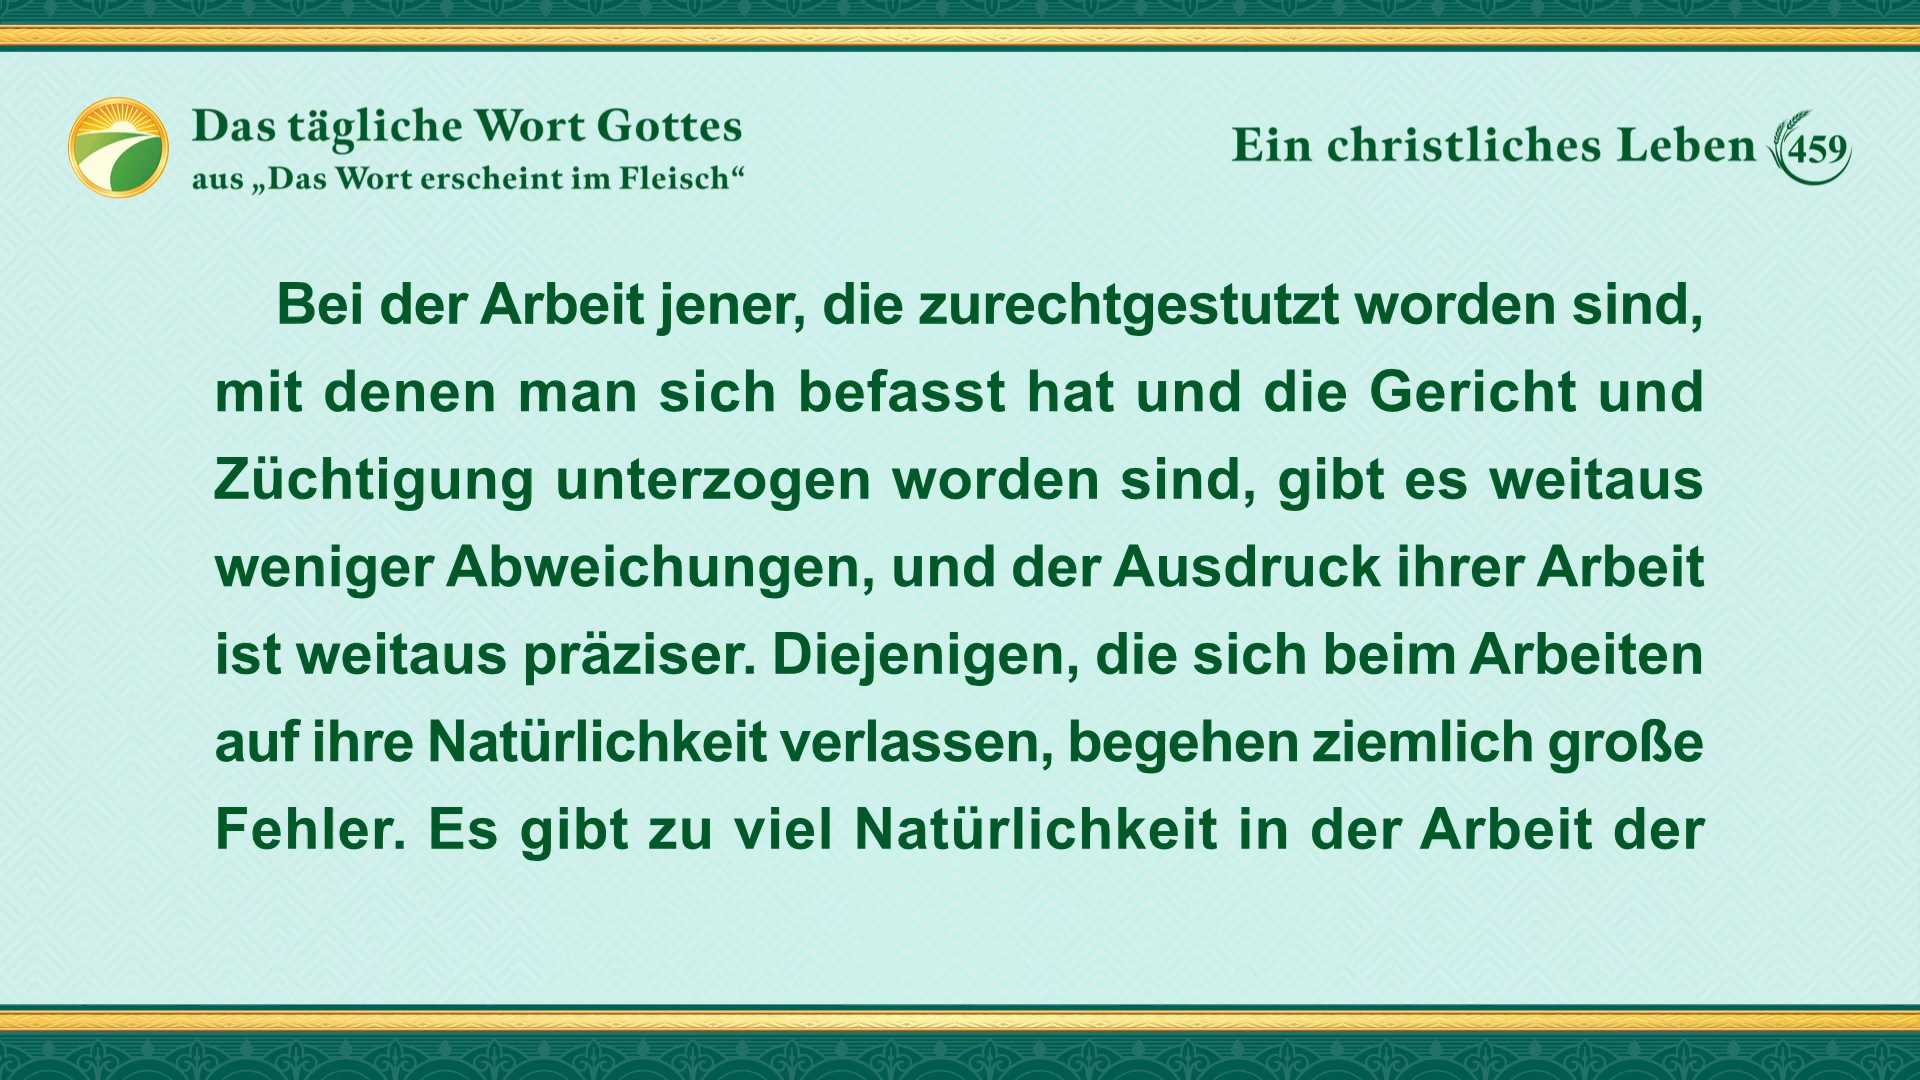 Das tägliche Wort Gottes
aus „Das Wort erscheint im Fleisch“
Ein christliches Leben 459
Bei der Arbeit jener, die zurechtgestutzt worden sind,
mit denen man sich befasst hat und die Gericht und
Züchtigung unterzogen worden sind, gibt es weitaus
weniger Abweichungen, und der Ausdruck ihrer Arbeit
ist weitaus präziser. Diejenigen, die sich beim Arbeiten
auf ihre Natürlichkeit verlassen, begehen ziemlich große
Fehler. Es gibt zu viel Natürlichkeit in der Arbeit der